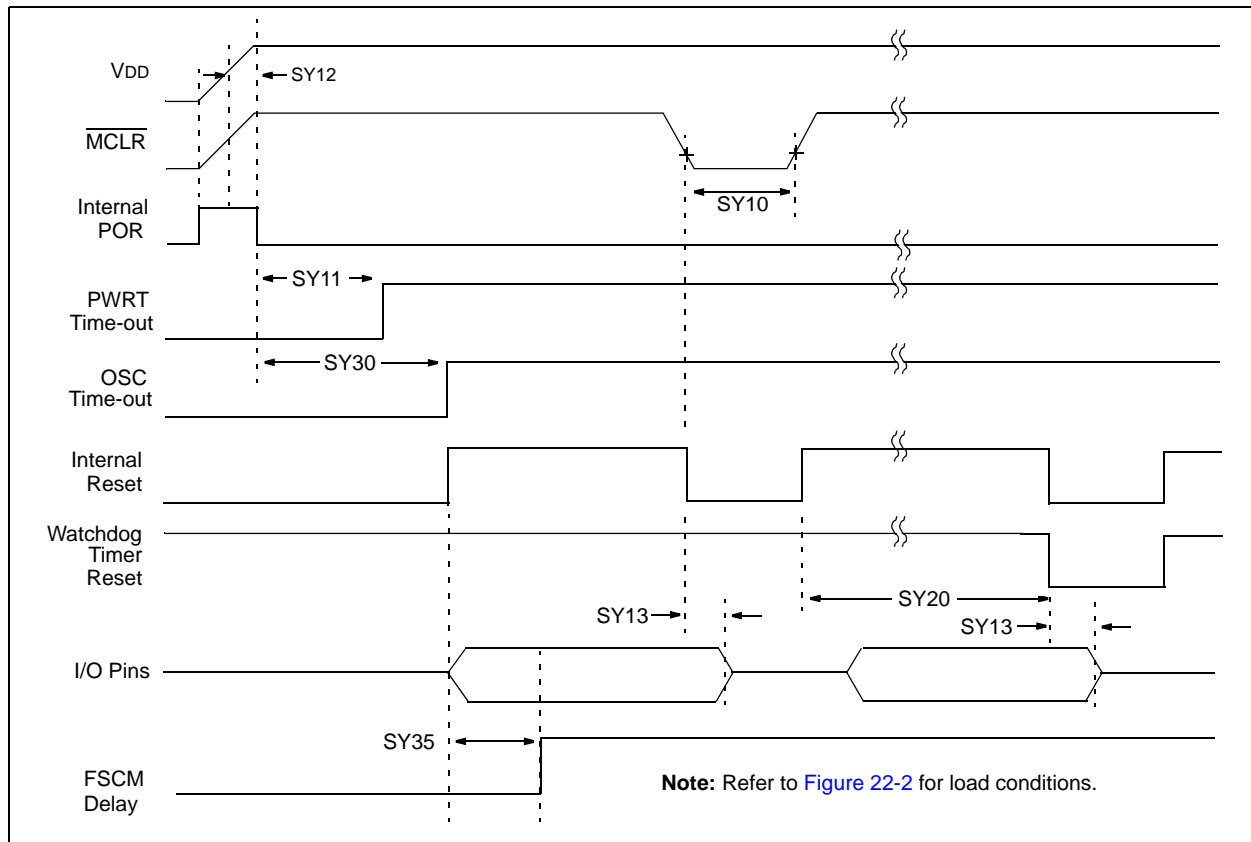 VDD
SY12
MCLR
SY10
Internal
POR
SY11
PWRT
Time-out
SY30
OSC
Time-out
Internal
Reset
Watchdog
Timer
Reset
SY20
SY13
SY13
I/O Pins
SY35
FSCM
Delay
Note: Refer to Figure 22-2 for load conditions.